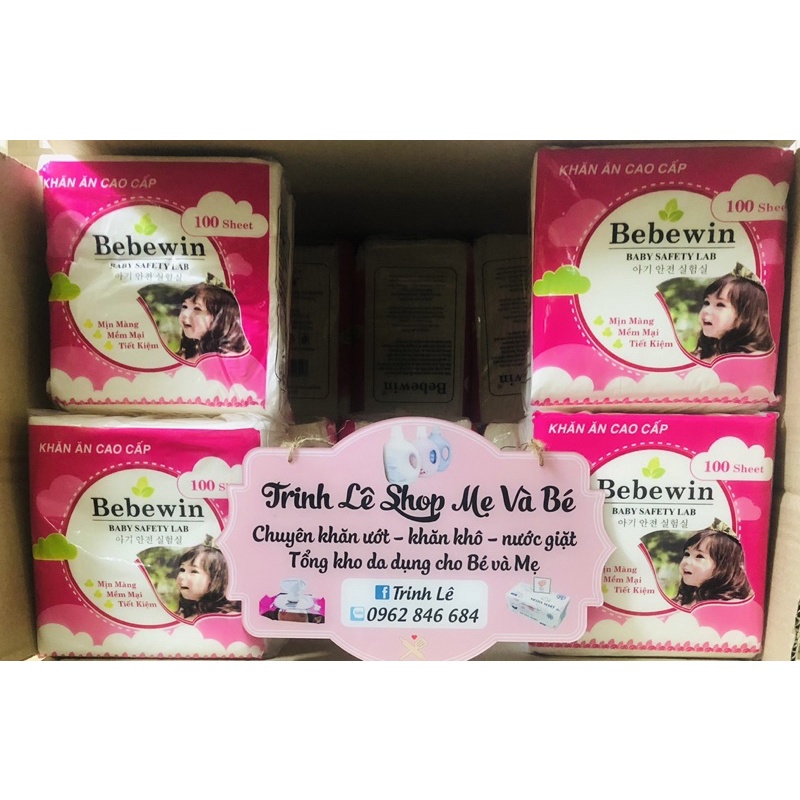 KHĂN ĂN CAO CẤP
100 Sheet
Bebewin
BABY SAFETY LAB
아기 안전 실험실
Mịn Màng
Mềm Mại
Tiết Kiệm
KHĂN ĂN CAO CẤP
100 Shee
Bebewin
BABY SAFETY LAB
아기 안전 실험실
Mịn Màng
Mềm Mại
Tiết Kiệm
Bebewin
Bebewin
KHĂN ĂN CAO CẤP
Bebewin
BABY SAFETY LAB
아기 안전 실험실
Mịn Màng
Mềm Mại
Tiết Kiệm
KHĂN ĂN CAO CẤP
100 Sheet
Bebewin
BABY SAFETY LAB
아기 안전 실험실
Mịn Màng
Mềm Mại
Tiết Kiệm
Trinh Lê Shop Mẹ Và Bé
Chuyên khăn ướt – khăn khô – nước giặt
Tổng kho da dụng cho Bé và Mẹ
Trinh Lê
0962 846 684